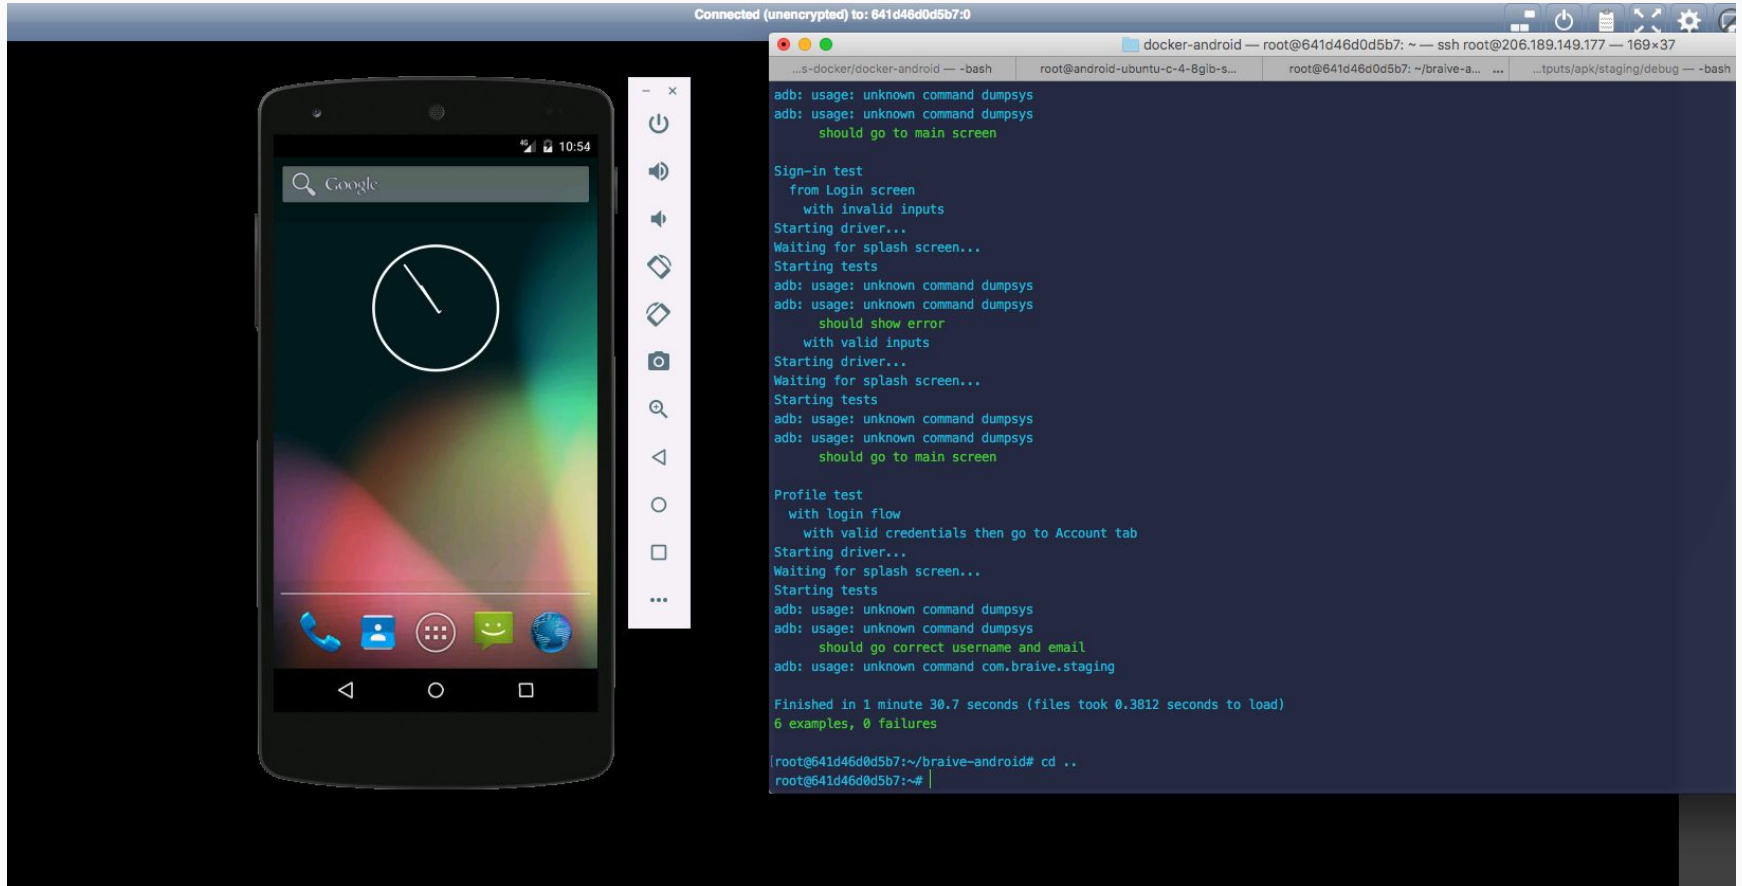 Connected (unencrypted) to: 641d46d0d5b7:0
docker-android — root@641d46d0d5b7: ~ — ssh root@206.189.149.177 — 169×37
...s-docker/docker-android — -bash
root@android-ubuntu-c-4-8gib-s...
root@641d46d0d5b7: ~/braive-a... ...
...tputs/apk/staging/debug — -bash
4G 10:54
Google
adb: usage: unknown command dumpsys
adb: usage: unknown command dumpsys
should go to main screen
Sign-in test
from Login screen
with invalid inputs
Starting driver...
Waiting for splash screen...
Starting tests
adb: usage: unknown command dumpsys
adb: usage: unknown command dumpsys
should show error
with valid inputs
Starting driver...
Waiting for splash screen...
Starting tests
adb: usage: unknown command dumpsys
adb: usage: unknown command dumpsys
should go to main screen
Profile test
with login flow
with valid credentials then go to Account tab
Starting driver...
Waiting for splash screen...
Starting tests
adb: usage: unknown command dumpsys
adb: usage: unknown command dumpsys
should go correct username and email
adb: usage: unknown command com.braive.staging
Finished in 1 minute 30.7 seconds (files took 0.3812 seconds to load)
6 examples, 0 failures
[root@641d46d0d5b7:~/braive-android# cd ..
root@641d46d0d5b7:~#